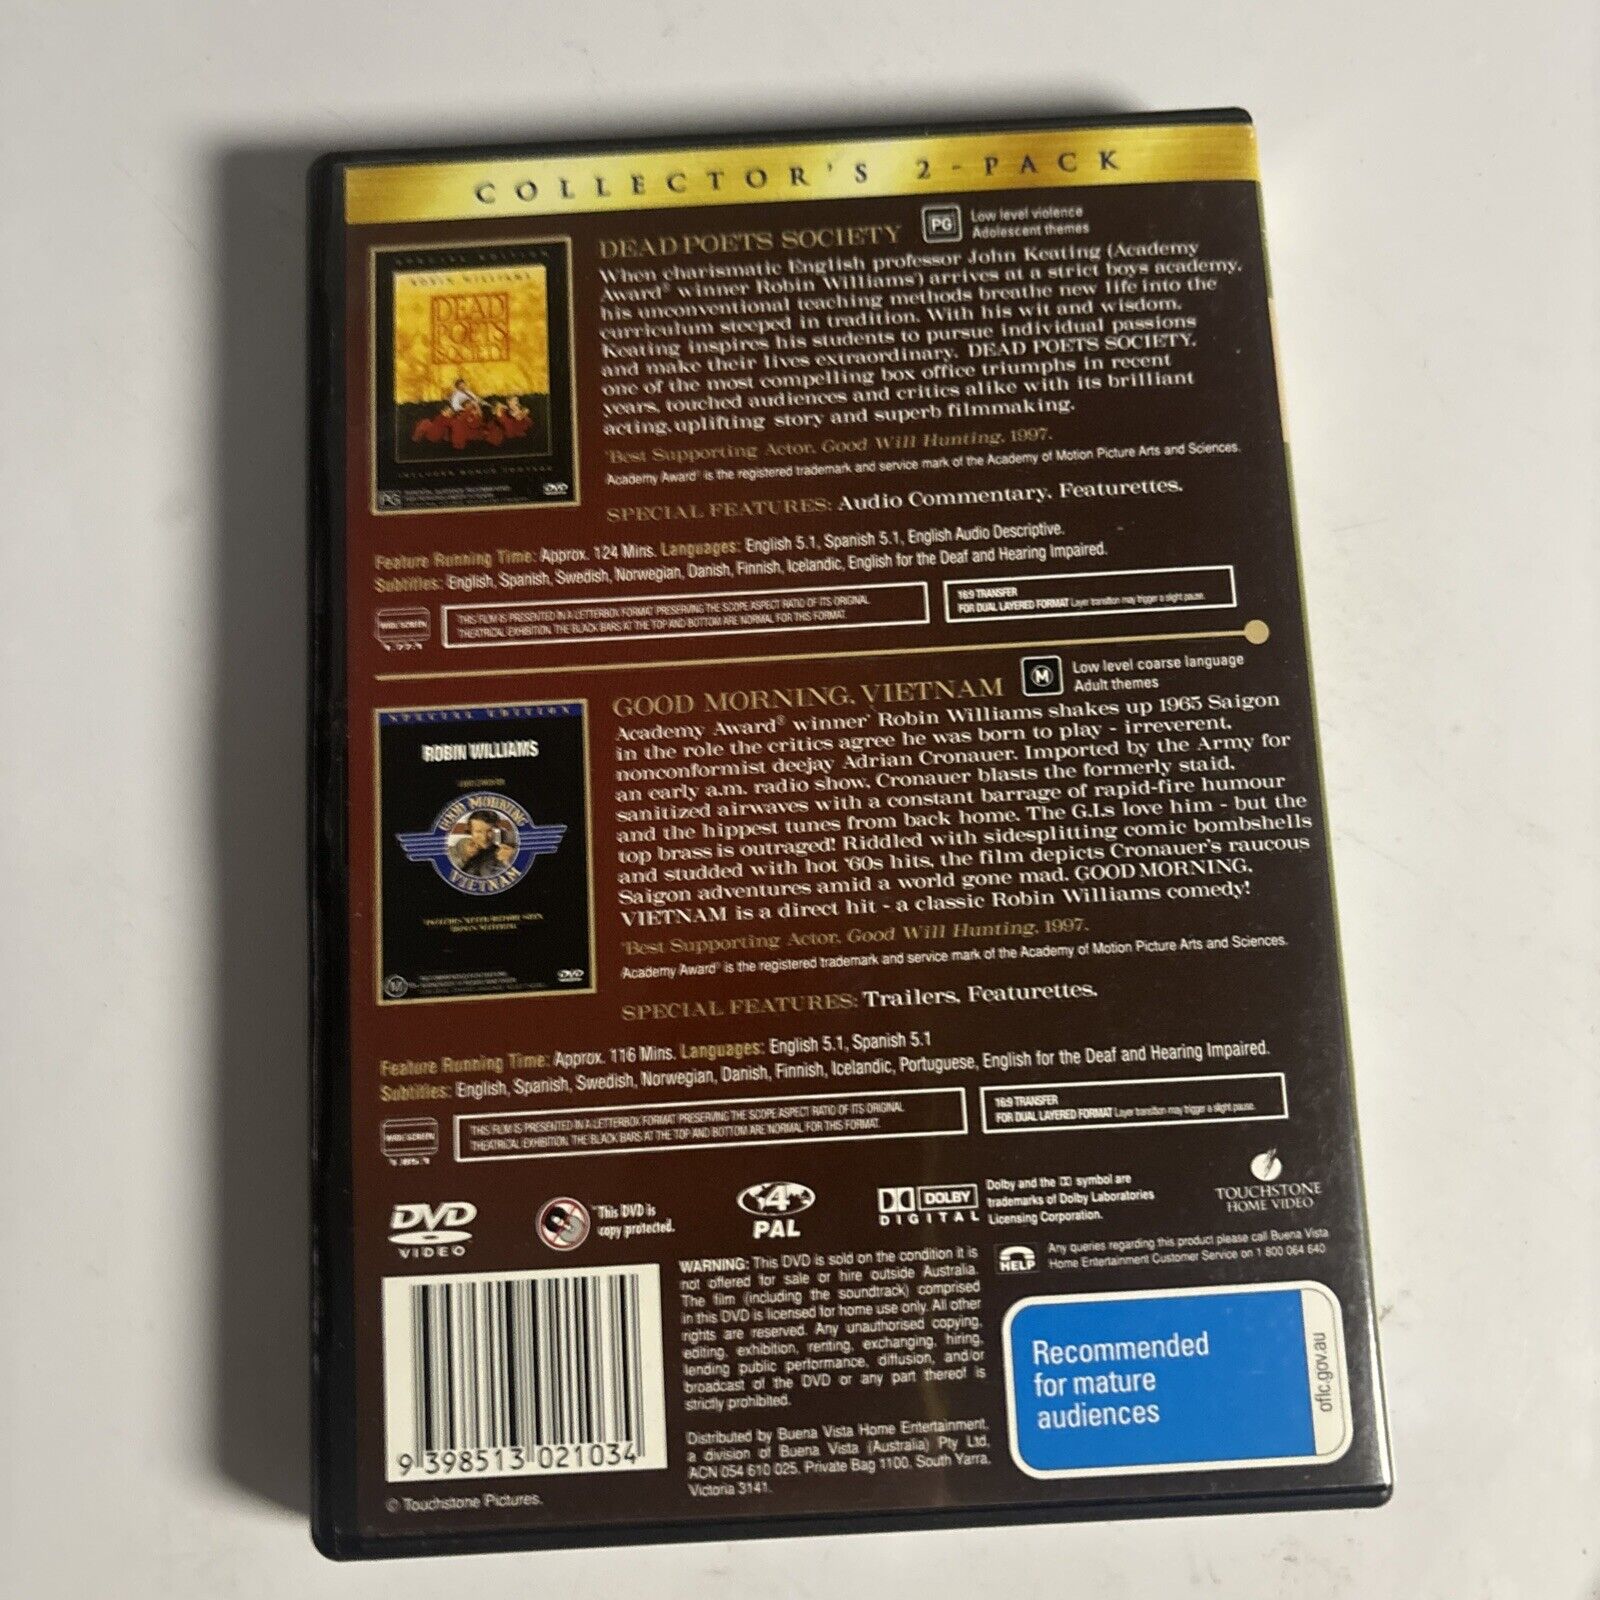 COLLECTOR'S 2-PACK
SPECIAL EDITION
ROBIN WILLIAMS
DEAD
POETS
SOCIETY
INCLUDES BONUS FOOTAGE
PG
DVD
DEAD POETS SOCIETY
PG
Low level violence
Adolescent themes
When charismatic English professor John Keating (Academy
Award® winner Robin Williams*) arrives at a strict boys academy,
his unconventional teaching methods breathe new life into the
curriculum steeped in tradition. With his wit and wisdom,
Keating inspires his students to pursue individual passions
and make their lives extraordinary. DEAD POETS SOCIETY,
one of the most compelling box office triumphs in recent
years, touched audiences and critics alike with its brilliant
acting, uplifting story and superb filmmaking.
*Best Supporting Actor, Good Will Hunting, 1997.
Academy Award® is the registered trademark and service mark of the Academy of Motion Picture Arts and Sciences.
SPECIAL FEATURES: Audio Commentary, Featurettes.
Feature Running Time: Approx. 124 Mins. Languages: English 5.1, Spanish 5.1, English Audio Descriptive.
Subtitles: English, Spanish, Swedish, Norwegian, Danish, Finnish, Icelandic, English for the Deaf and Hearing Impaired.
WIDE SCREEN
1.77:1
THIS FILM IS PRESENTED IN A LETTERBOX FORMAT PRESERVING THE SCOPE ASPECT RATIO OF ITS ORIGINAL
THEATRICAL EXHIBITION. THE BLACK BARS AT THE TOP AND BOTTOM ARE NORMAL FOR THIS FORMAT.
16:9 TRANSFER
FOR DUAL LAYERED FORMAT Layer transition may trigger a slight pause.
SPECIAL EDITION
ROBIN WILLIAMS
GOOD MORNING
VIETNAM
M
DVD
GOOD MORNING, VIETNAM
M
Low level coarse language
Adult themes
Academy Award® winner* Robin Williams shakes up 1965 Saigon
in the role the critics agree he was born to play - irreverent,
nonconformist deejay Adrian Cronauer. Imported by the Army for
an early a.m. radio show, Cronauer blasts the formerly staid,
sanitized airwaves with a constant barrage of rapid-fire humour
and the hippest tunes from back home. The G.I.s love him - but the
top brass is outraged! Riddled with sidesplitting comic bombshells
and studded with hot '60s hits, the film depicts Cronauer's raucous
Saigon adventures amid a world gone mad. GOOD MORNING,
VIETNAM is a direct hit - a classic Robin Williams comedy!
*Best Supporting Actor, Good Will Hunting, 1997.
Academy Award® is the registered trademark and service mark of the Academy of Motion Picture Arts and Sciences.
SPECIAL FEATURES: Trailers, Featurettes.
Feature Running Time: Approx. 116 Mins. Languages: English 5.1, Spanish 5.1
Subtitles: English, Spanish, Swedish, Norwegian, Danish, Finnish, Icelandic, Portuguese, English for the Deaf and Hearing Impaired.
WIDE SCREEN
1.85:1
THIS FILM IS PRESENTED IN A LETTERBOX FORMAT PRESERVING THE SCOPE ASPECT RATIO OF ITS ORIGINAL
THEATRICAL EXHIBITION. THE BLACK BARS AT THE TOP AND BOTTOM ARE NORMAL FOR THIS FORMAT.
16:9 TRANSFER
FOR DUAL LAYERED FORMAT Layer transition may trigger a slight pause.
DVD
VIDEO
This DVD is
copy protected.
4
PAL
DOLBY
DIGITAL
Dolby and the DD symbol are
trademarks of Dolby Laboratories
Licensing Corporation.
TOUCHSTONE
HOME VIDEO
HELP
Any queries regarding this product please call Buena Vista
Home Entertainment Customer Service on 1 800 064 640
WARNING: This DVD is sold on the condition it is
not offered for sale or hire outside Australia.
The film (including the soundtrack) comprised
in this DVD is licensed for home use only. All other
rights are reserved. Any unauthorised copying,
editing, exhibition, renting, exchanging, hiring,
lending public performance, diffusion, and/or
broadcast of the DVD or any part thereof is
strictly prohibited.
Distributed by Buena Vista Home Entertainment,
a division of Buena Vista (Australia) Pty Ltd,
ACN 054 610 025. Private Bag 1100, South Yarra,
Victoria 3141.
Recommended
for mature
audiences
oflc.gov.au
9 398513 021034
© Touchstone Pictures.